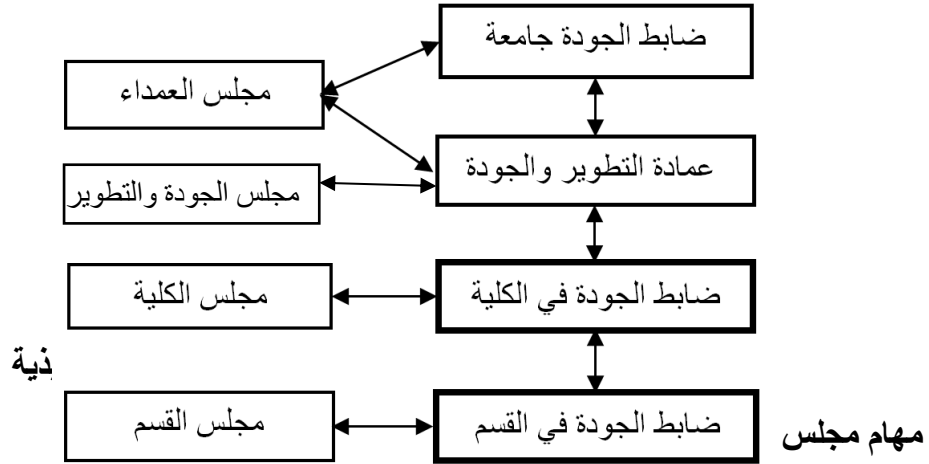 ضابط الجودة جامعة
مجلس العمداء
عمادة التطوير والجودة
مجلس الجودة والتطوير
ضابط الجودة في الكلية
مجلس الكلية
ضابط الجودة في القسم
مجلس القسم
مهام مجلس